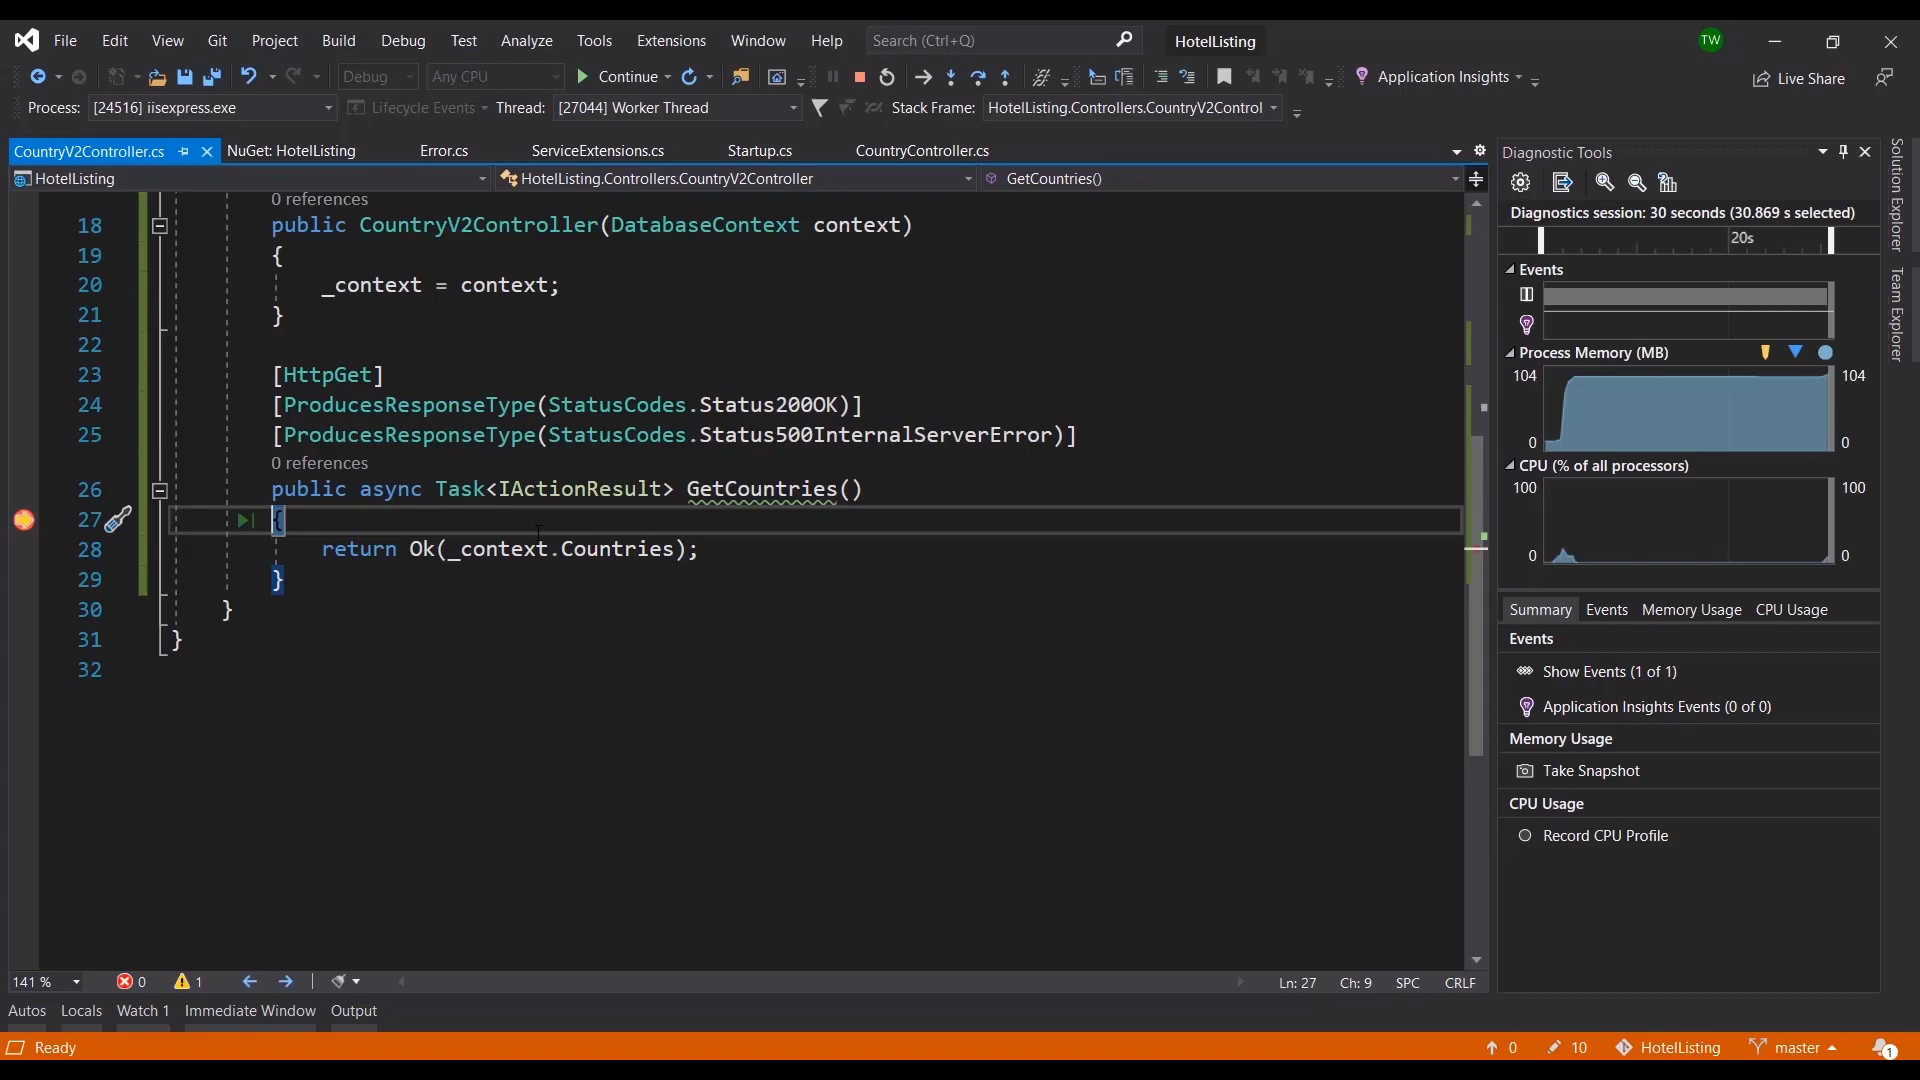 File Edit View Git Project Build Debug Test Analyze Tools Extensions Window Help Search (Ctrl+Q) HotelListing TW
Debug Any CPU Continue Application Insights Live Share
Process: [24516] iisexpress.exe Lifecycle Events Thread: [27044] Worker Thread Stack Frame: HotelListing.Controllers.CountryV2Control
CountryV2Controller.cs NuGet: HotelListing Error.cs ServiceExtensions.cs Startup.cs CountryController.cs
HotelListing HotelListing.Controllers.CountryV2Controller GetCountries()
0 references
18 public CountryV2Controller(DatabaseContext context)
19 {
20 _context = context;
21 }
22
23 [HttpGet]
24 [ProducesResponseType(StatusCodes.Status200OK)]
25 [ProducesResponseType(StatusCodes.Status500InternalServerError)]
0 references
26 public async Task<IActionResult> GetCountries()
27 {
28 return Ok(_context.Countries);
29 }
30 }
31 }
32
141 % 0 1 Ln: 27 Ch: 9 SPC CRLF
Autos Locals Watch 1 Immediate Window Output
Ready 0 10 HotelListing master 1
Diagnostic Tools
Diagnostics session: 30 seconds (30.869 s selected)
20s
Events
Process Memory (MB)
104 104
0 0
CPU (% of all processors)
100 100
0 0
Summary Events Memory Usage CPU Usage
Events
Show Events (1 of 1)
Application Insights Events (0 of 0)
Memory Usage
Take Snapshot
CPU Usage
Record CPU Profile
Solution Explorer
Team Explorer